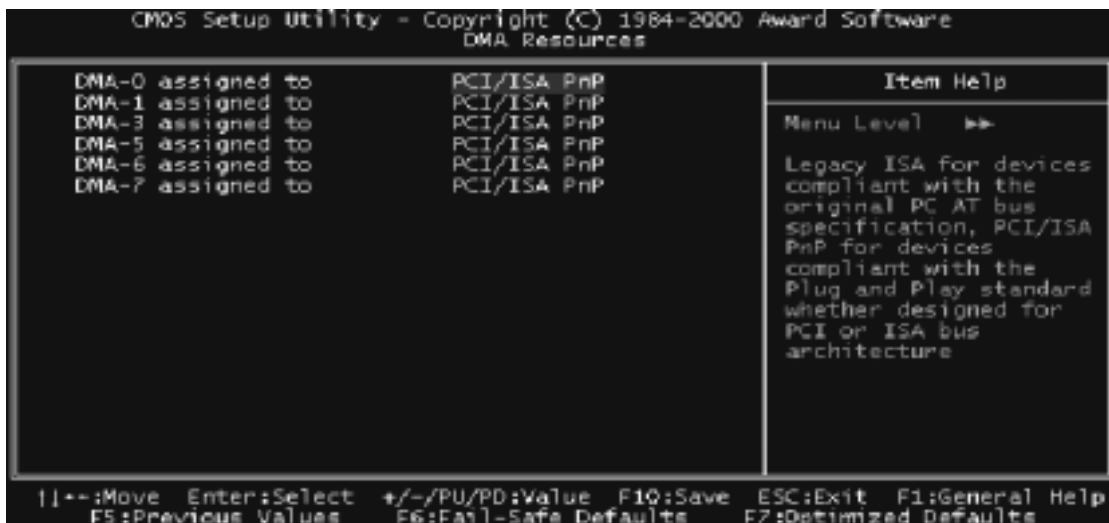 CMOS Setup Utility - Copyright (C) 1984-2000 Award Software
DMA Resources
DMA-0 assigned to PCI/ISA PnP
DMA-1 assigned to PCI/ISA PnP
DMA-3 assigned to PCI/ISA PnP
DMA-5 assigned to PCI/ISA PnP
DMA-6 assigned to PCI/ISA PnP
DMA-7 assigned to PCI/ISA PnP
Item Help
Menu Level ►►
Legacy ISA for devices
compliant with the
original PC AT bus
specification, PCI/ISA
PnP for devices
compliant with the
Plug and Play standard
whether designed for
PCI or ISA bus
architecture
↑↓→←:Move Enter:Select +/-/PU/PD:Value F10:Save ESC:Exit F1:General Help
F5:Previous Values F6:Fail-Safe Defaults F7:Optimized Defaults